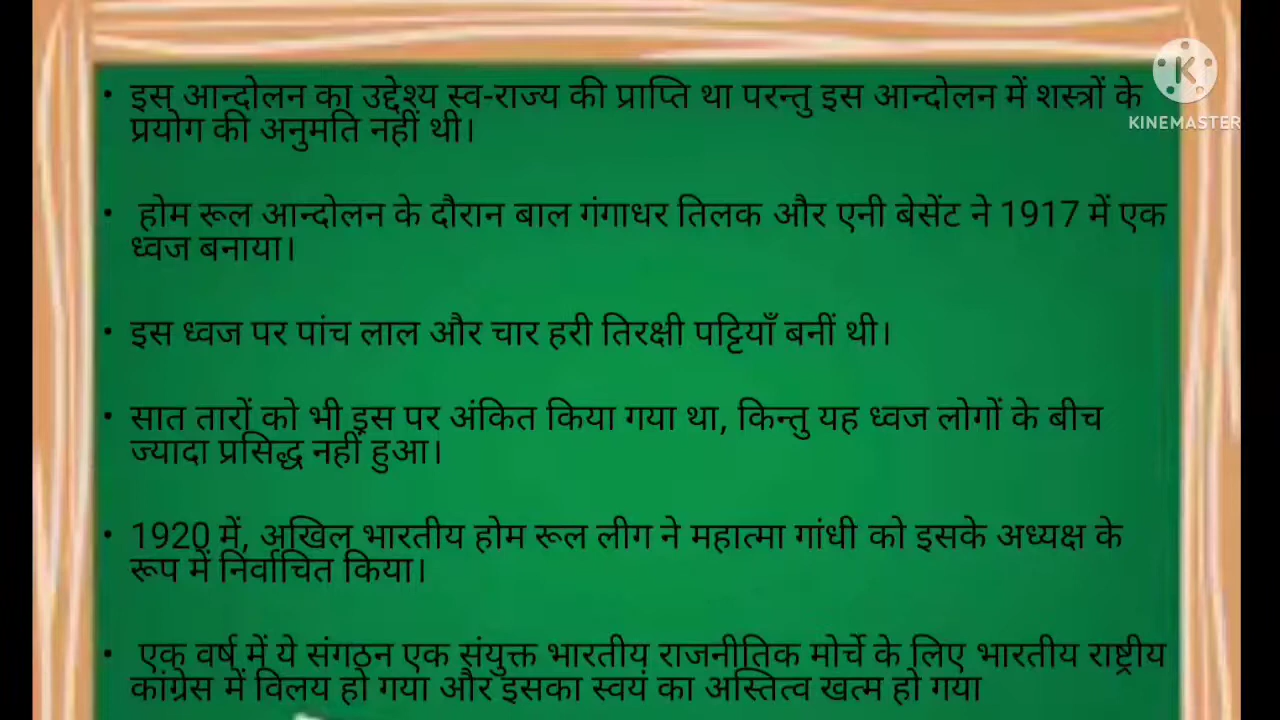 • इस आन्दोलन का उद्देश्य स्व-राज्य की प्राप्ति था परन्तु इस आन्दोलन में शस्त्रों के
प्रयोग की अनुमति नहीं थी।
• होम रूल आन्दोलन के दौरान बाल गंगाधर तिलक और एनी बेसेंट ने 1917 में एक
ध्वज बनाया।
• इस ध्वज पर पांच लाल और चार हरी तिरक्षी पट्टियाँ बनीं थी।
• सात तारों को भी इस पर अंकित किया गया था, किन्तु यह ध्वज लोगों के बीच
ज्यादा प्रसिद्ध नहीं हुआ।
• 1920 में, अखिल भारतीय होम रूल लीग ने महात्मा गांधी को इसके अध्यक्ष के
रूप में निर्वाचित किया।
• एक वर्ष में ये संगठन एक संयुक्त भारतीय राजनीतिक मोर्चे के लिए भारतीय राष्ट्रीय
कांग्रेस में विलय हो गया और इसका स्वयं का अस्तित्व खत्म हो गया
K
KINEMASTER